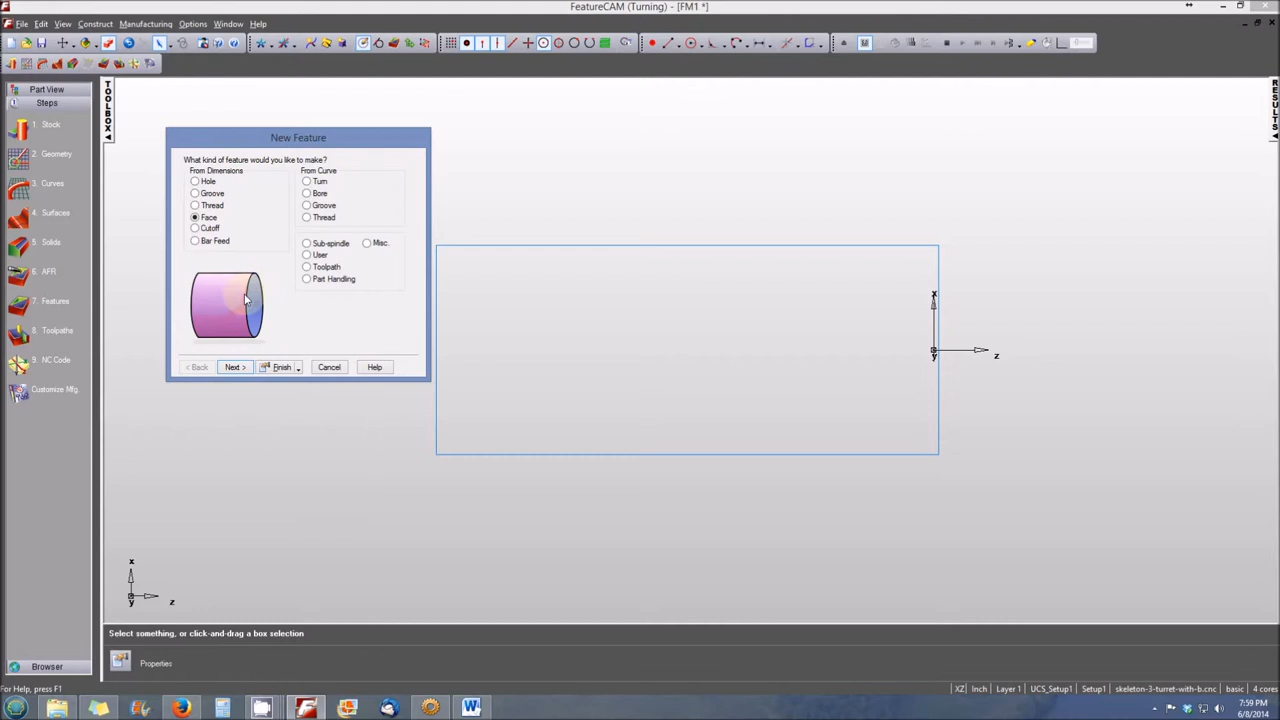 FeatureCAM (Turning) - [FM1 *]
File Edit View Construct Manufacturing Options Window Help
Part View
Steps
1. Stock
2. Geometry
3. Curves
4. Surfaces
5. Solids
6. AFR
7. Features
8. Toolpaths
9. NC Code
Customize Mfg.
Browser
TOOLBOX
RESULTS
New Feature
What kind of feature would you like to make?
From Dimensions
Hole
Groove
Thread
Face
Cutoff
Bar Feed
From Curve
Turn
Bore
Groove
Thread
Sub-spindle Misc.
User
Toolpath
Part Handling
< Back Next > Finish Cancel Help
x
z
y
x
z
y
Select something, or click-and-drag a box selection
Properties
For Help, press F1
XZ Inch Layer 1 UCS_Setup1 Setup1 skeleton-3-turret-with-b.cnc basic 4 cores
7:59 PM
6/8/2014